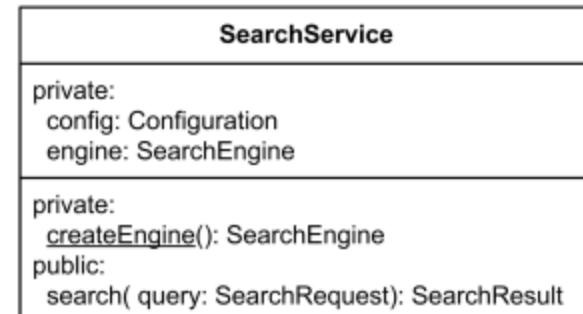 SearchService
private:
config: Configuration
engine: SearchEngine
private:
createEngine(): SearchEngine
public:
search( query: SearchRequest): SearchResult